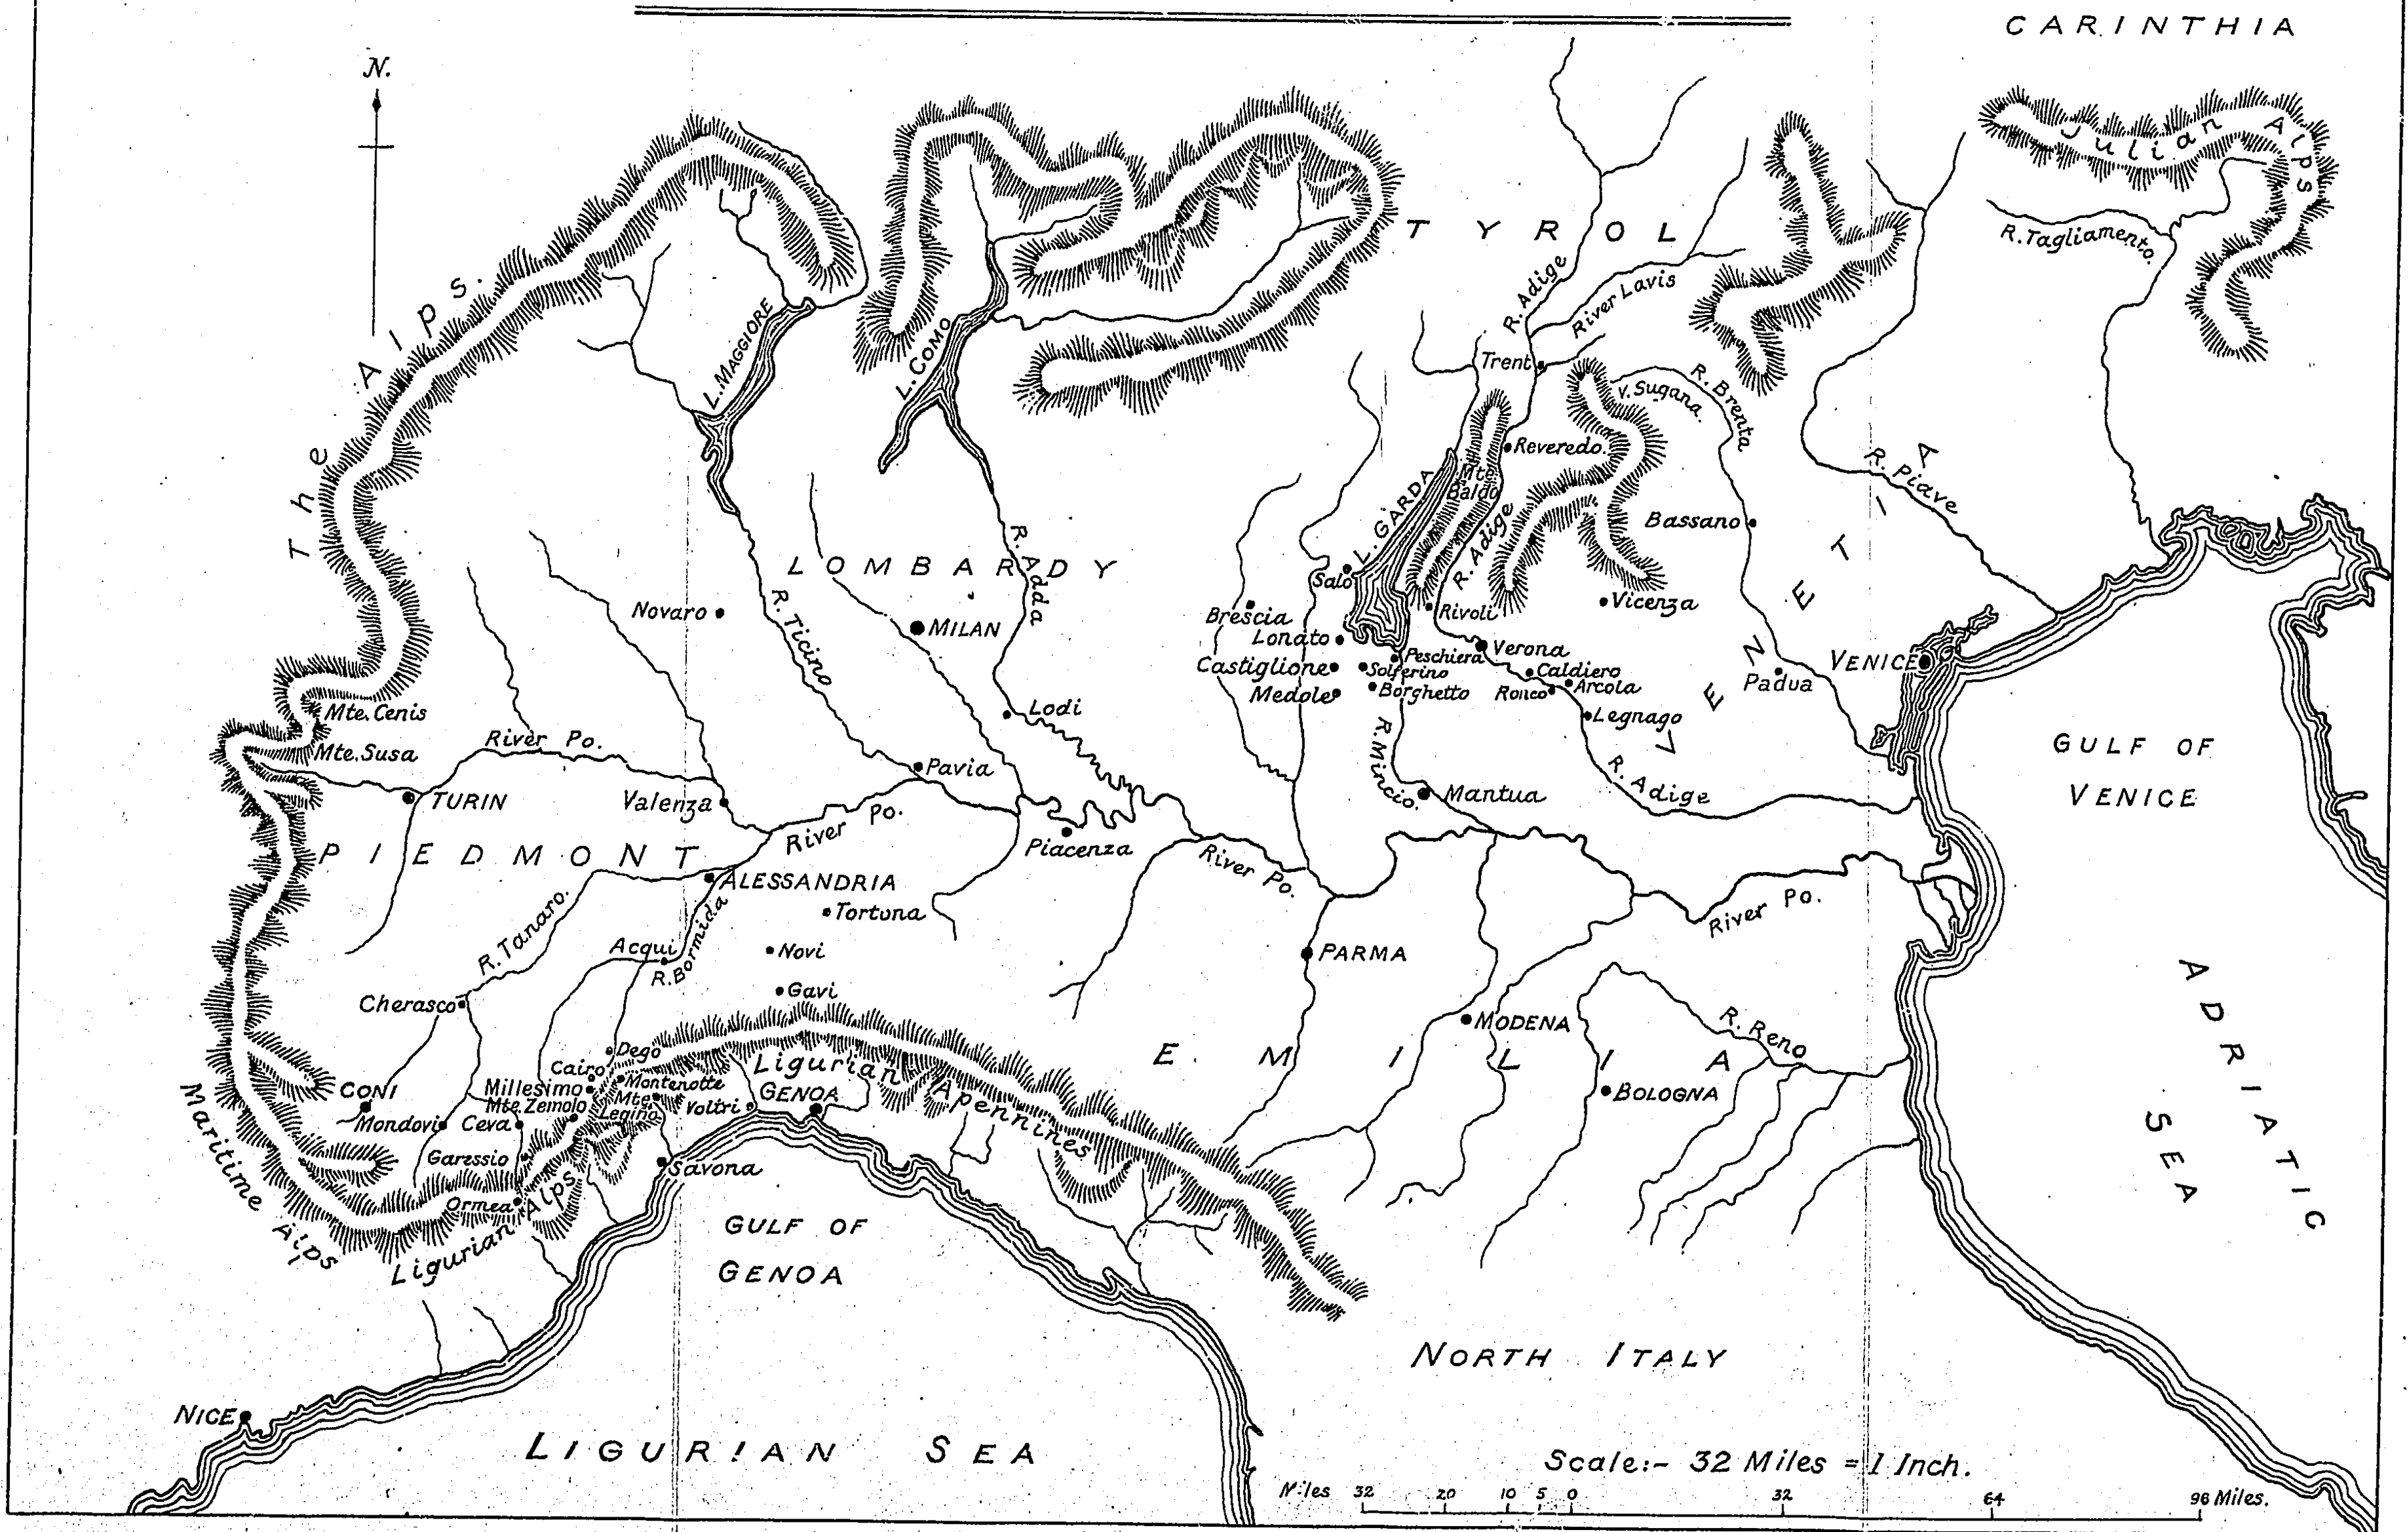 CARINTHIA
N.
Julian Alps
TYROL
R. Tagliamento.
The Alps.
R. Adige
River Lavis
L. MAGGIORE
L. COMO
Trent
V. Sugana.
R. Brenta
Reveredo.
Mte Baldo
L. GARDA
R. Adige
Bassano
R. Piave
VENETIA
LOMBARDY
R. Adda
R. Ticino
Novaro
MILAN
Salo
Brescia
Rivoli
Vicenza
Lonato
Verona
Peschiera
Castiglione
Solferino
Caldiero
Medole
Borghetto
Ronco
Arcola
Legnago
Padua
VENICE
Mte. Cenis
Mte. Susa
River Po.
Lodi
Pavia
R. Mincio.
GULF OF
VENICE
TURIN
Valenza
River Po.
Mantua
R. Adige
PIEDMONT
Piacenza
River Po.
ALESSANDRIA
Tortuna
River Po.
R. Tanaro.
Acqui
R. Bormida
Novi
PARMA
Gavi
Cherasco
MODENA
R. Reno
ADRIATIC
SEA
Dego
Cairo
Ligurian Apennines
EMILIA
CONI
Millesimo
Montenotte
GENOA
BOLOGNA
Mte. Zemolo
Mte. Legino
Voltri
Mondovi
Ceva
Maritime Alps
Garessio
Savona
Ormea
Ligurian Alps
GULF OF
GENOA
NORTH ITALY
NICE
LIGURIAN SEA
Scale:- 32 Miles = 1 Inch.
Miles 32 20 10 5 0 32 64 96 Miles.